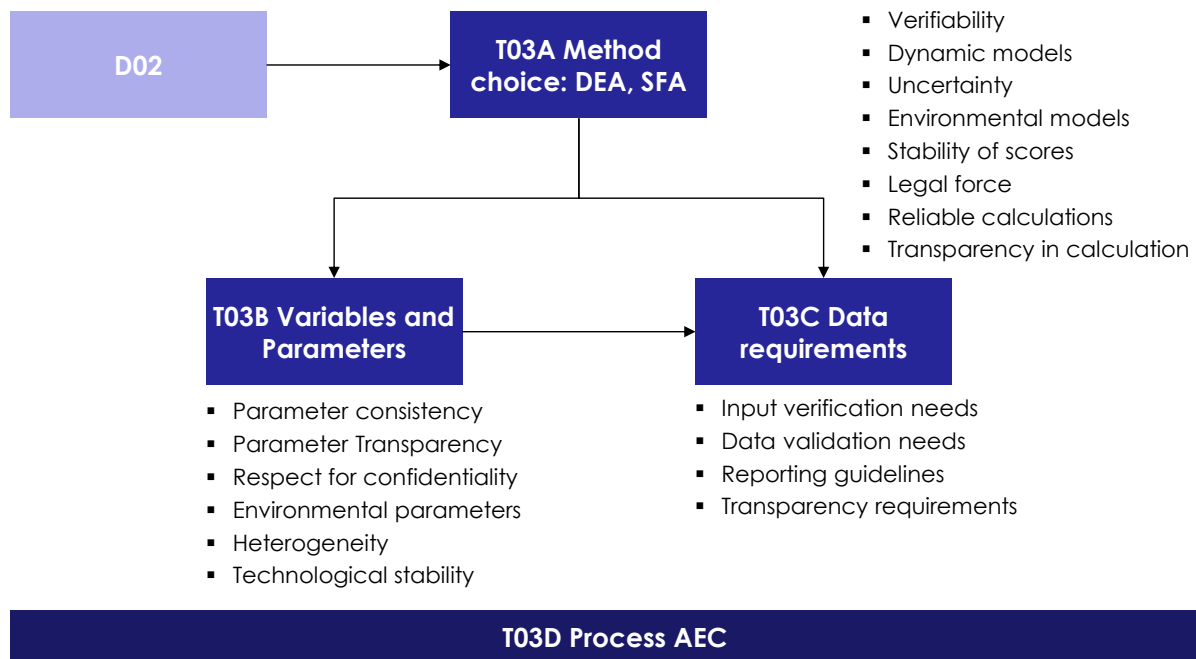 D02
T03A Method
choice: DEA, SFA
▪ Verifiability
▪ Dynamic models
▪ Uncertainty
▪ Environmental models
▪ Stability of scores
▪ Legal force
▪ Reliable calculations
▪ Transparency in calculation
T03B Variables and
Parameters
▪ Parameter consistency
▪ Parameter Transparency
▪ Respect for confidentiality
▪ Environmental parameters
▪ Heterogeneity
▪ Technological stability
T03C Data
requirements
▪ Input verification needs
▪ Data validation needs
▪ Reporting guidelines
▪ Transparency requirements
T03D Process AEC